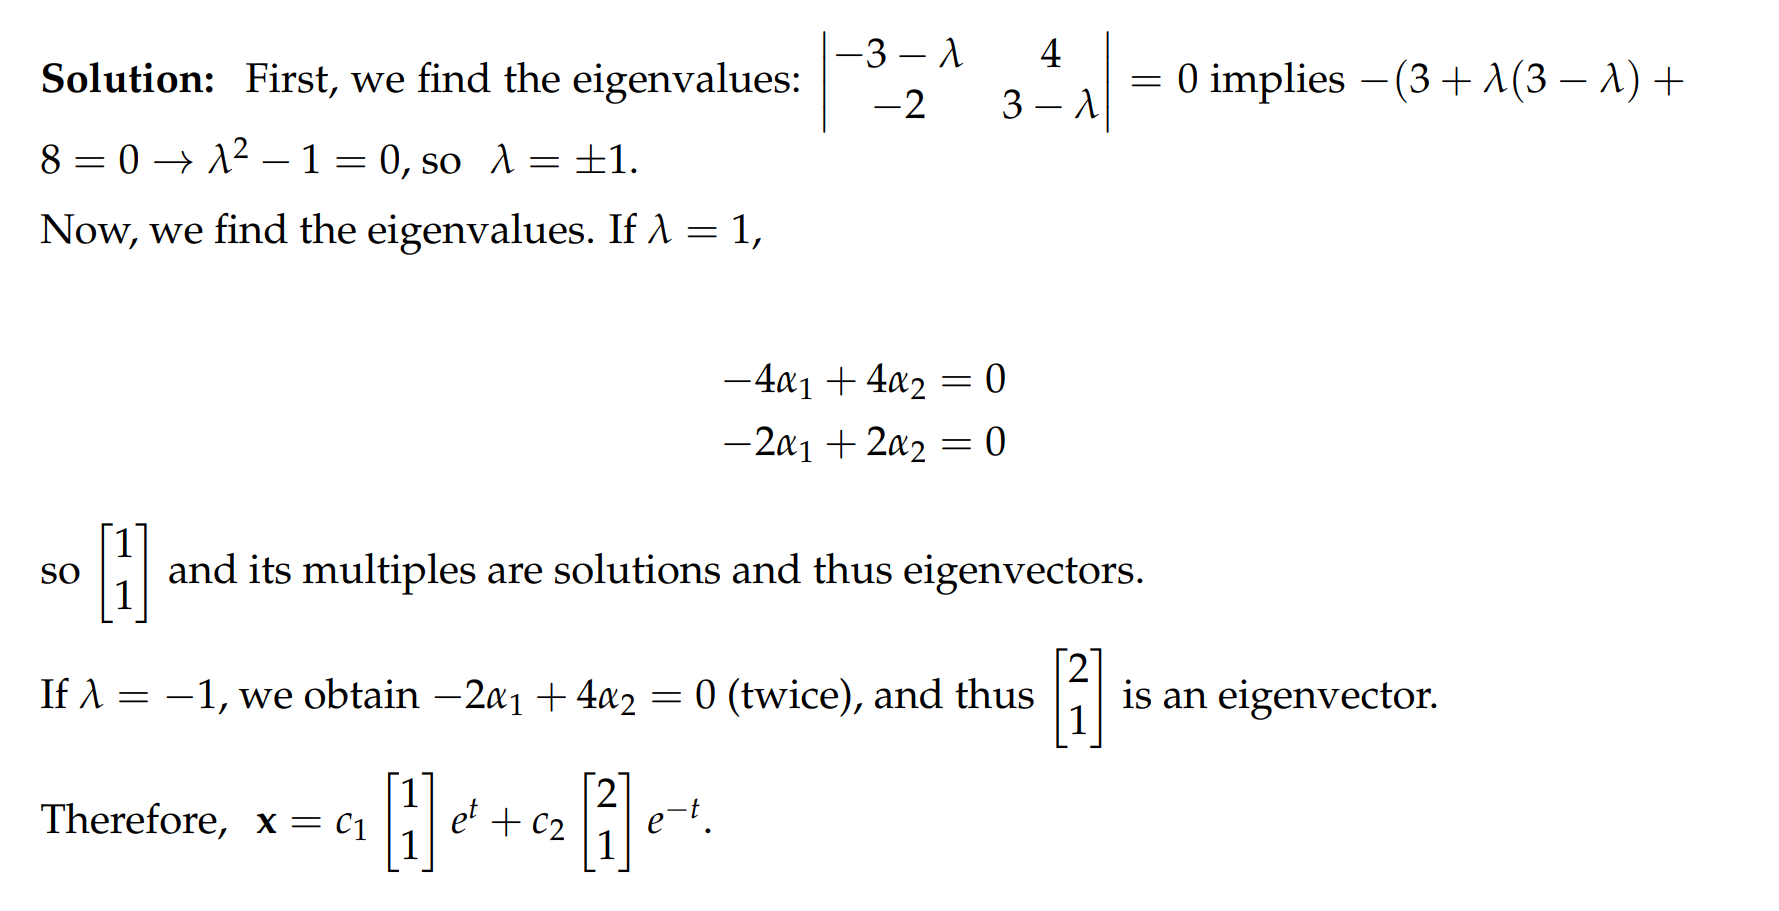 Solution: First, we find the eigenvalues: $\begin{vmatrix} -3-\lambda & 4 \\ -2 & 3-\lambda \end{vmatrix} = 0$ implies $-(3+\lambda(3-\lambda)+$
$8 = 0 \to \lambda^2 - 1 = 0$, so $\lambda = \pm 1$.
Now, we find the eigenvalues. If $\lambda = 1$,
$-4\alpha_1 + 4\alpha_2 = 0$
$-2\alpha_1 + 2\alpha_2 = 0$
so $\begin{bmatrix} 1 \\ 1 \end{bmatrix}$ and its multiples are solutions and thus eigenvectors.
If $\lambda = -1$, we obtain $-2\alpha_1 + 4\alpha_2 = 0$ (twice), and thus $\begin{bmatrix} 2 \\ 1 \end{bmatrix}$ is an eigenvector.
Therefore, $\mathbf{x} = c_1 \begin{bmatrix} 1 \\ 1 \end{bmatrix} e^t + c_2 \begin{bmatrix} 2 \\ 1 \end{bmatrix} e^{-t}$.